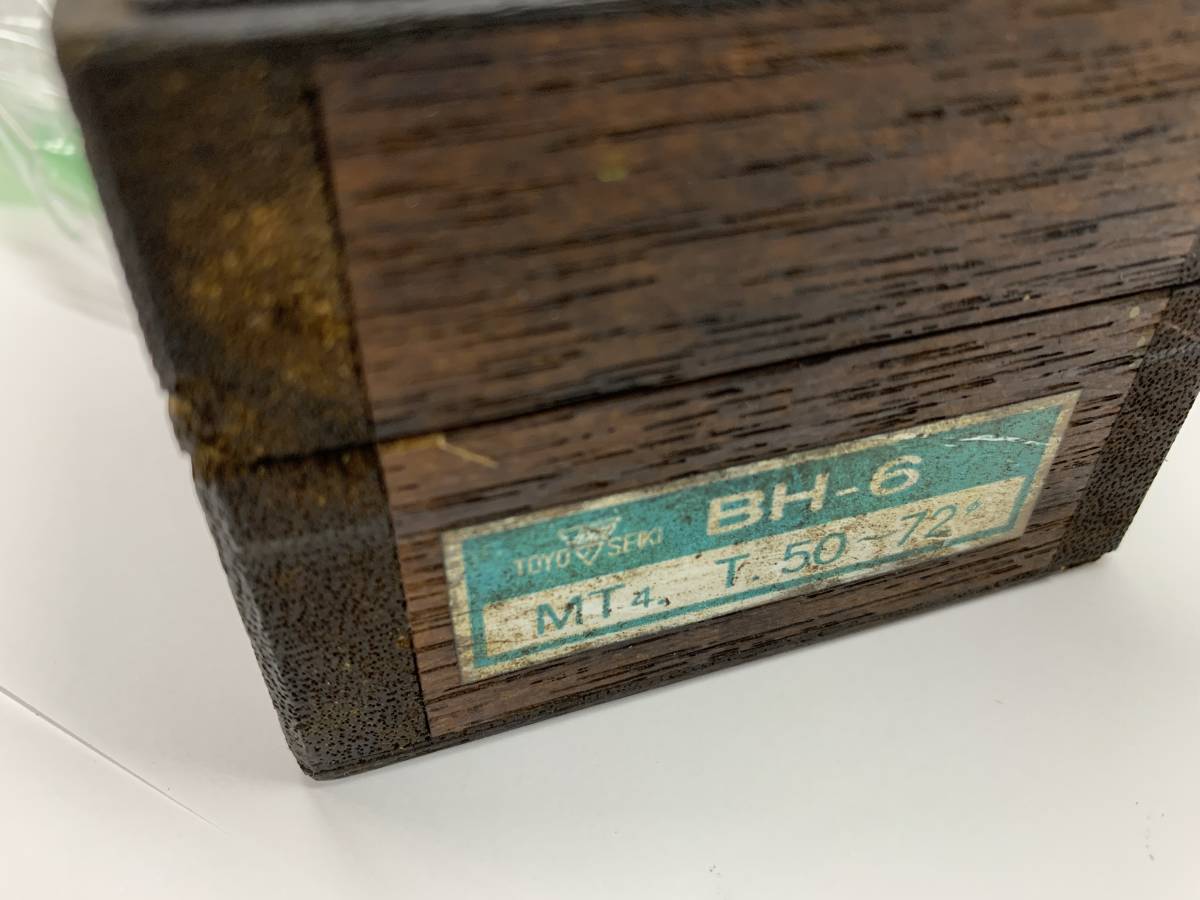 TOYO SEIKI BH-6
MT4. T. 50~72°